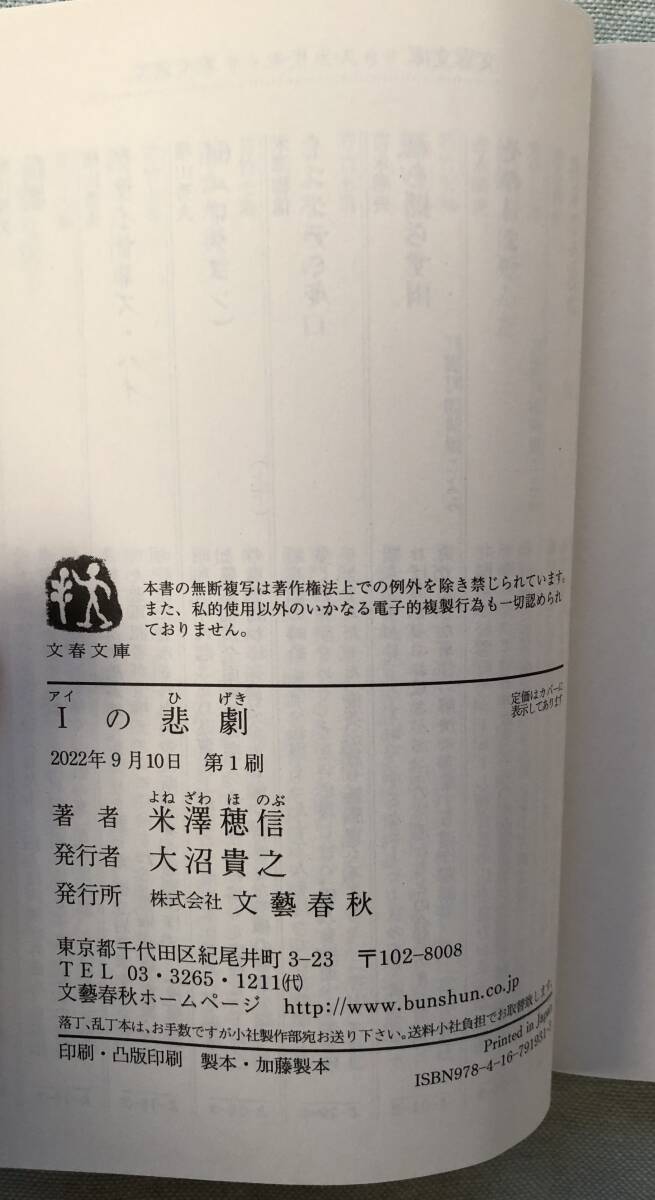 本書の無断複写は著作権法上での例外を除き禁じられています。
また、私的使用以外のいかなる電子的複製行為も一切認められ
ておりません。
文春文庫
アイ ひ げき
Iの悲劇
定価はカバーに
表示してあります
2022年9月10日 第1刷
よね ざわ ほ のぶ
著者 米澤穂信
発行者 大沼貴之
発行所 株式会社 文藝春秋
東京都千代田区紀尾井町3-23 〒102-8008
TEL 03・3265・1211㈹
文藝春秋ホームページ http://www.bunshun.co.jp
落丁、乱丁本は、お手数ですが小社製作部宛お送り下さい。送料小社負担でお取替致します。
印刷・凸版印刷 製本・加藤製本
Printed in Japan
ISBN978-4-16-791931-3